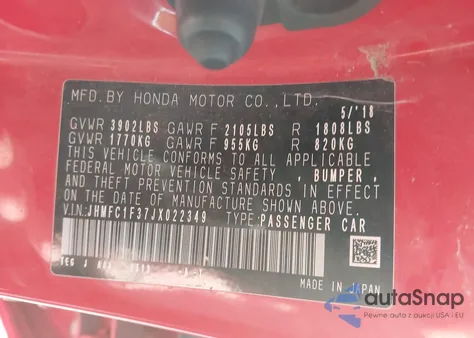 MFD.BY HONDA MOTOR CO.,LTD.
5/'18
GVWR 3902LBS GAWR F 2105LBS R 1808LBS
GVWR 1770KG GAWR F 955KG R 820KG
THIS VEHICLE CONFORMS TO ALL APPLICABLE
FEDERAL MOTOR VEHICLE SAFETY , BUMPER ,
AND THEFT PREVENTION STANDARDS IN EFFECT
ON THE DATE OF MANUFACTURE SHOWN ABOVE.
V.I.N:JHMFC1F37JX022349 TYPE:PASSENGER CAR
MADE IN JAPAN
autoSnap
Pewne auta z aukcji USA i EU